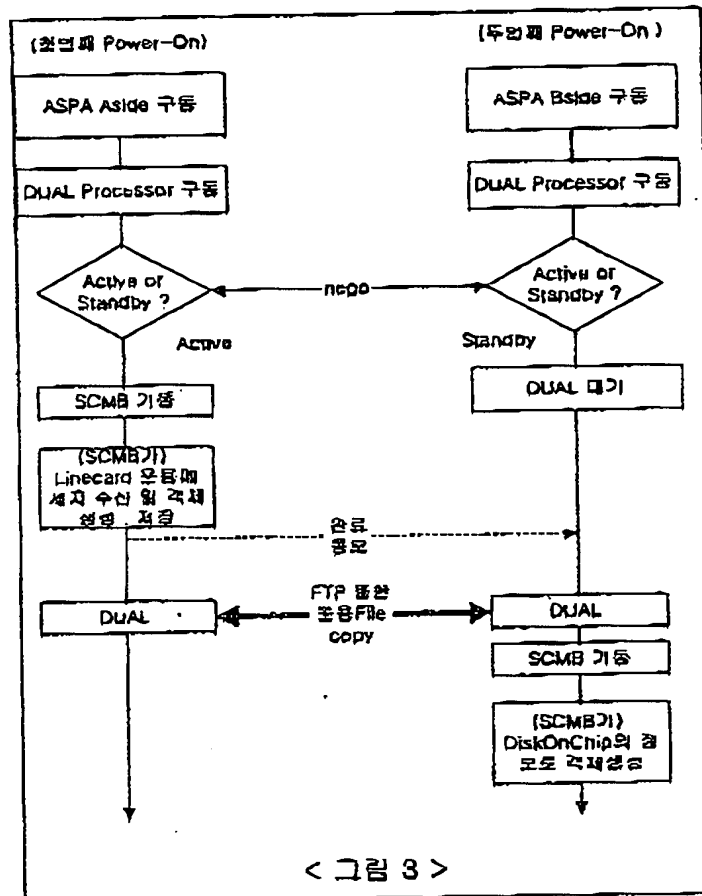 (첫번째 Power-On)
(두번째 Power-On)
ASPA Aside 구동
ASPA Bside 구동
DUAL Processor 구동
DUAL Processor 구동
Active or
Standby ?
nego
Active or
Standby ?
Active
Standby
SCMB 기동
DUAL 대기
(SCMB가)
Linecard 운용메
세지 수신 및 객체
생성, 저장
완료
통보
DUAL
FTP 통한
운용File
copy
DUAL
SCMB 기동
(SCMB가)
DiskOnChip의 정
보로 객체생성
< 그림 3 >